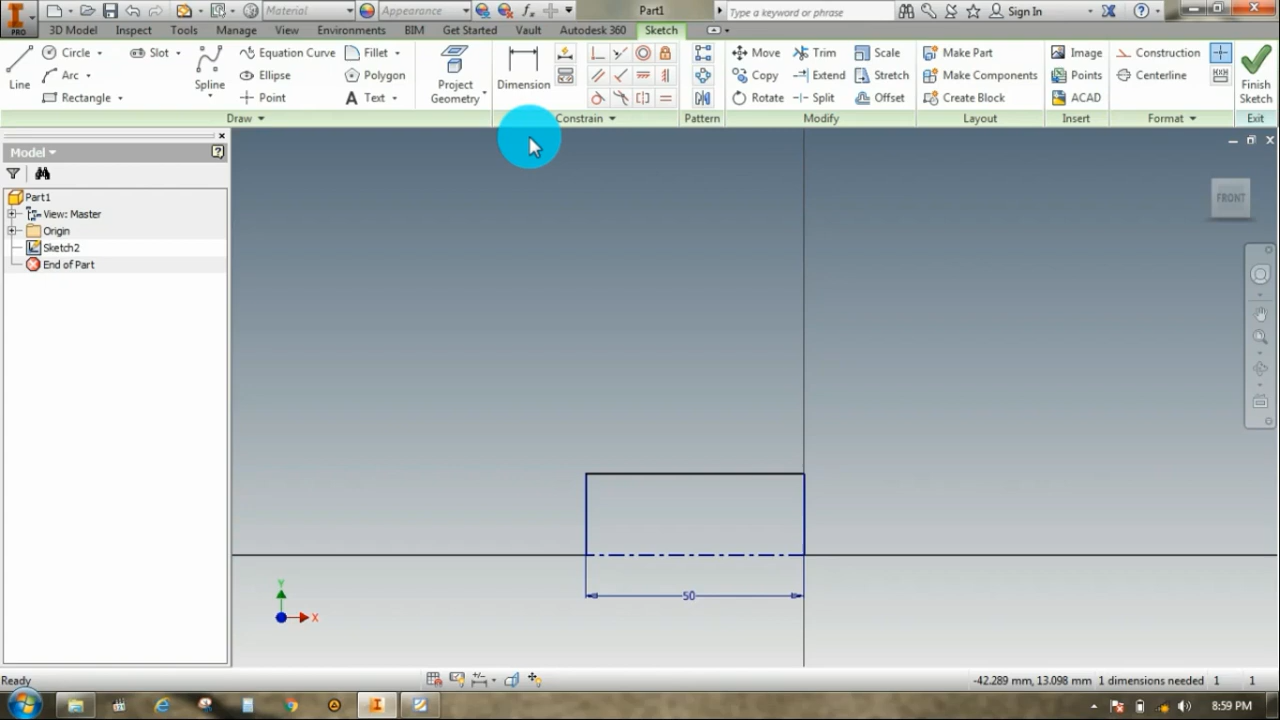 Material
Appearance
Part1
Type a keyword or phrase
Sign In
PRO
3D Model Inspect Tools Manage View Environments BIM Get Started Vault Autodesk 360 Sketch
Circle Slot Equation Curve Fillet Move Trim Scale Make Part Image Construction
Line Arc Spline Ellipse Polygon Project Geometry Dimension Copy Extend Stretch Make Components Points Centerline Finish Sketch
Rectangle Point Text Rotate Split Offset Create Block ACAD
Draw Constrain Pattern Modify Layout Insert Format Exit
Model
Part1
View: Master
Origin
Sketch2
End of Part
FRONT
50
Y
X
Ready
-42.289 mm, 13.098 mm 1 dimensions needed 1 1
8:59 PM